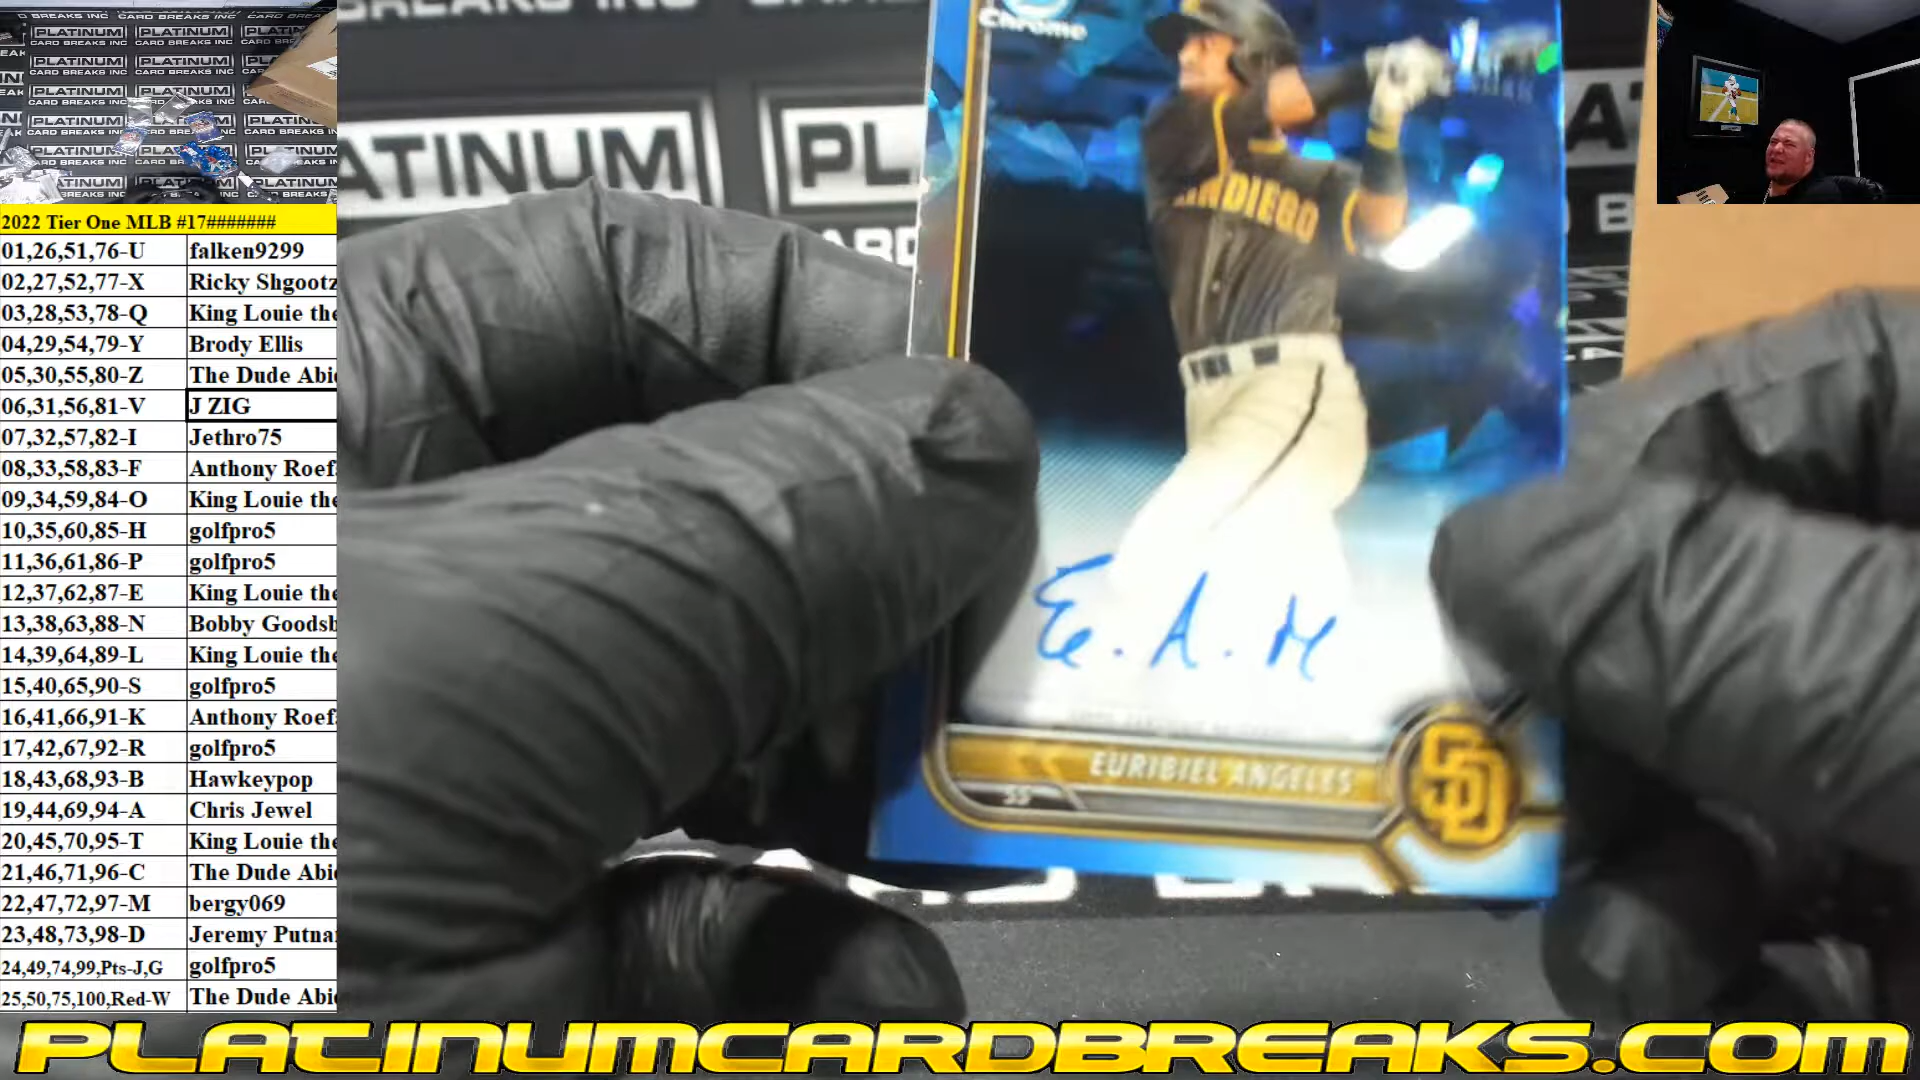 2022 Tier One MLB #17#######
01,26,51,76-U falken9299
02,27,52,77-X Ricky Shgootz
03,28,53,78-Q King Louie the
04,29,54,79-Y Brody Ellis
05,30,55,80-Z The Dude Abi
06,31,56,81-V J ZIG
07,32,57,82-I Jethro75
08,33,58,83-F Anthony Roef
09,34,59,84-O King Louie the
10,35,60,85-H golfpro5
11,36,61,86-P golfpro5
12,37,62,87-E King Louie the
13,38,63,88-N Bobby Goodsb
14,39,64,89-L King Louie the
15,40,65,90-S golfpro5
16,41,66,91-K Anthony Roef
17,42,67,92-R golfpro5
18,43,68,93-B Hawkeypop
19,44,69,94-A Chris Jewel
20,45,70,95-T King Louie the
21,46,71,96-C The Dude Abi
22,47,72,97-M bergy069
23,48,73,98-D Jeremy Putna
24,49,74,99,Pts-J,G golfpro5
25,50,75,100,Red-W The Dude Abi
PLATINUM
CARD BREAKS INC
Chrome
SAN DIEGO
E. A. M
EURIBIEL ANGELES
SS
SD
PLATINUMCARDBREAKS.COM